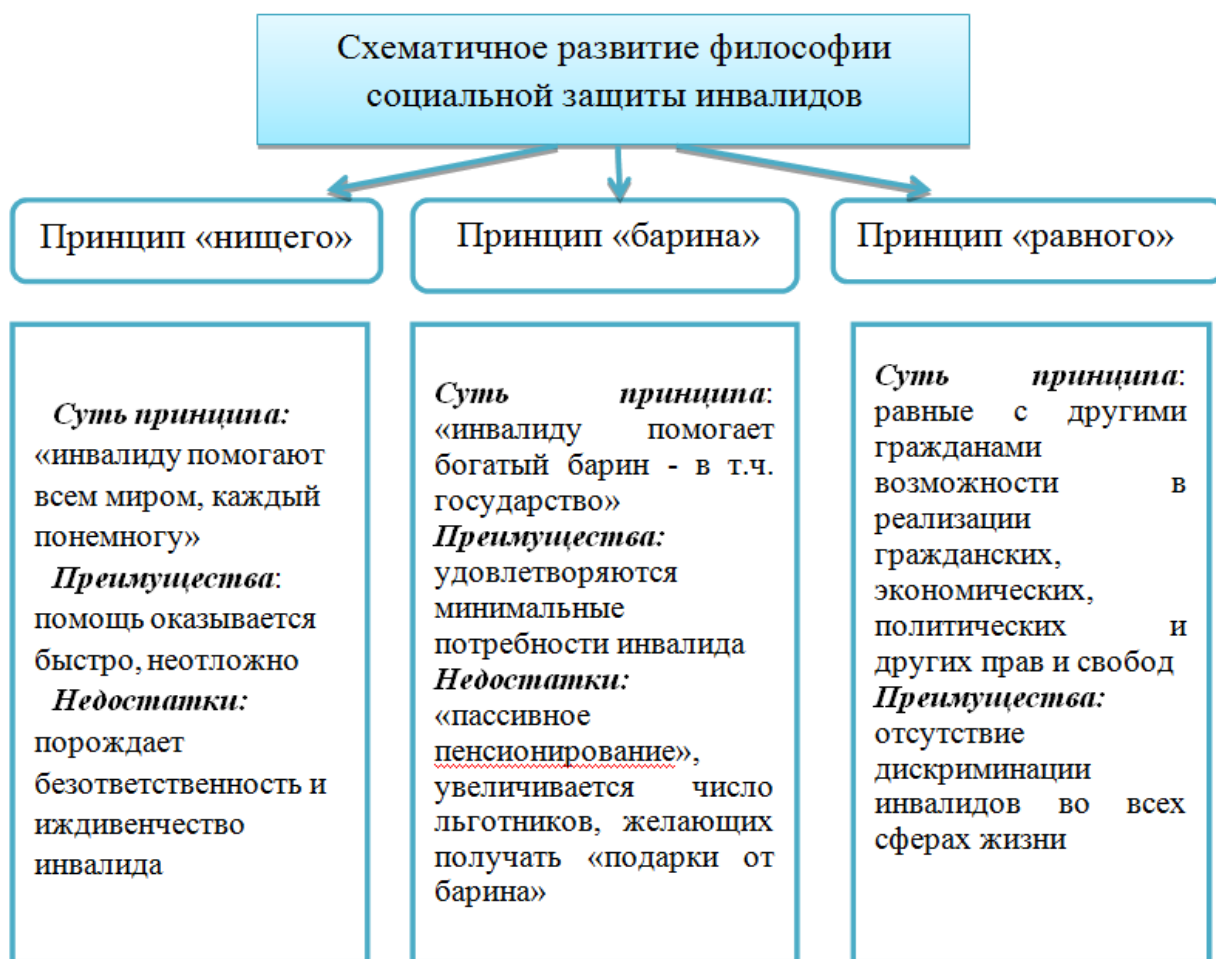 Схематичное развитие философии
социальной защиты инвалидов
Принцип «нищего»
Принцип «барина»
Принцип «равного»
Суть принципа:
«инвалиду помогают
всем миром, каждый
понемногу»
Преимущества:
помощь оказывается
быстро, неотложно
Недостатки:
порождает
безответственность и
иждивенчество
инвалида
Суть принципа:
«инвалиду помогает
богатый барин - в т.ч.
государство»
Преимущества:
удовлетворяются
минимальные
потребности инвалида
Недостатки:
«пассивное
пенсионирование»,
увеличивается число
льготников, желающих
получать «подарки от
барина»
Суть принципа:
равные с другими
гражданами
возможности в
реализации
гражданских,
экономических,
политических и
других прав и свобод
Преимущества:
отсутствие
дискриминации
инвалидов во всех
сферах жизни